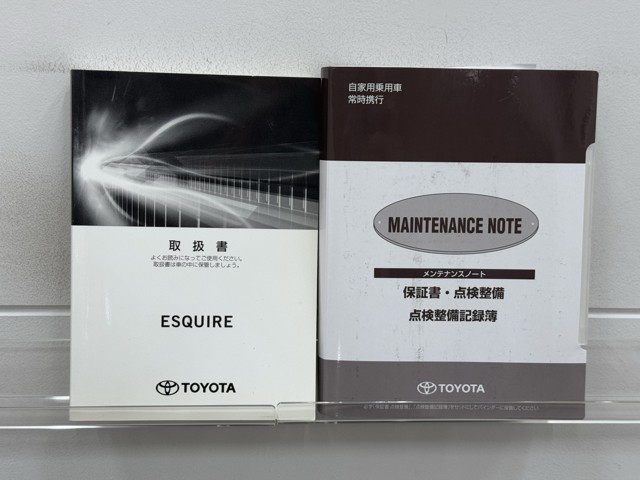 取扱書
よくお読みになってご使用ください。
取扱書は車の中に保管しましょう。
ESQUIRE
TOYOTA
自家用乗用車
常時携行
MAINTENANCE NOTE
メンテナンスノート
保証書・点検整備
点検整備記録簿
TOYOTA